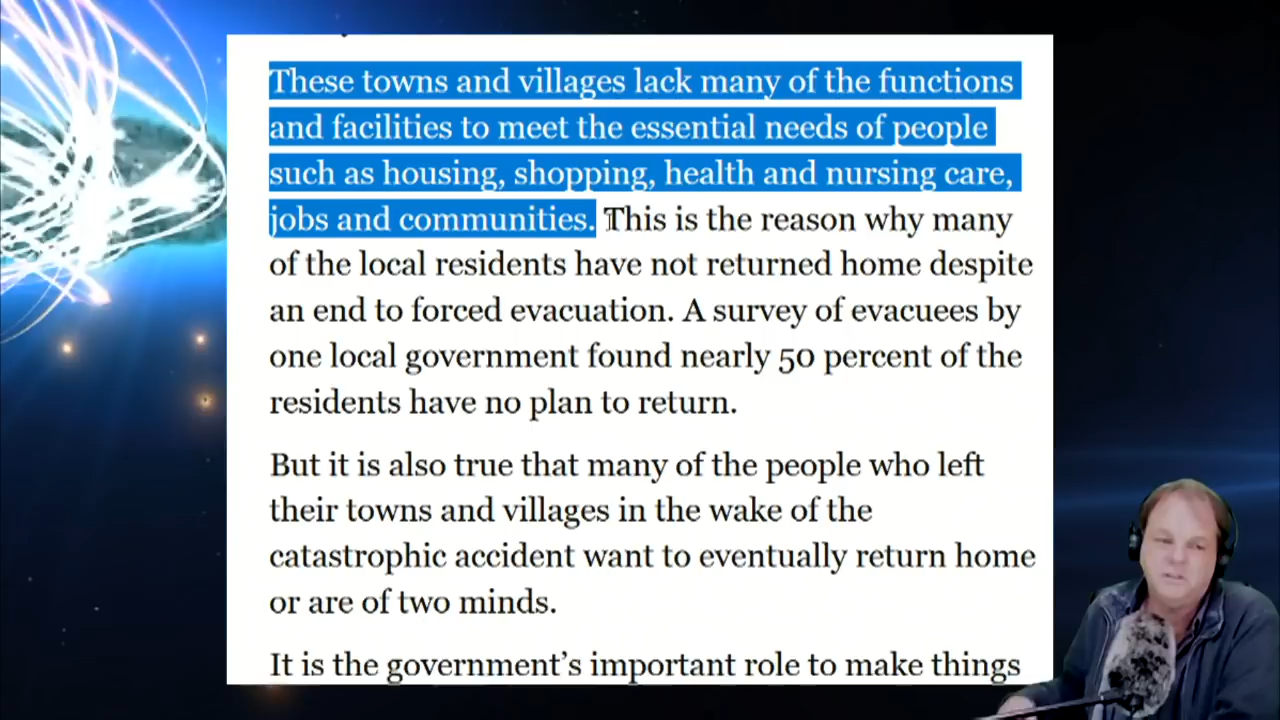 These towns and villages lack many of the functions
and facilities to meet the essential needs of people
such as housing, shopping, health and nursing care,
jobs and communities. This is the reason why many
of the local residents have not returned home despite
an end to forced evacuation. A survey of evacuees by
one local government found nearly 50 percent of the
residents have no plan to return.
But it is also true that many of the people who left
their towns and villages in the wake of the
catastrophic accident want to eventually return home
or are of two minds.
It is the government’s important role to make things